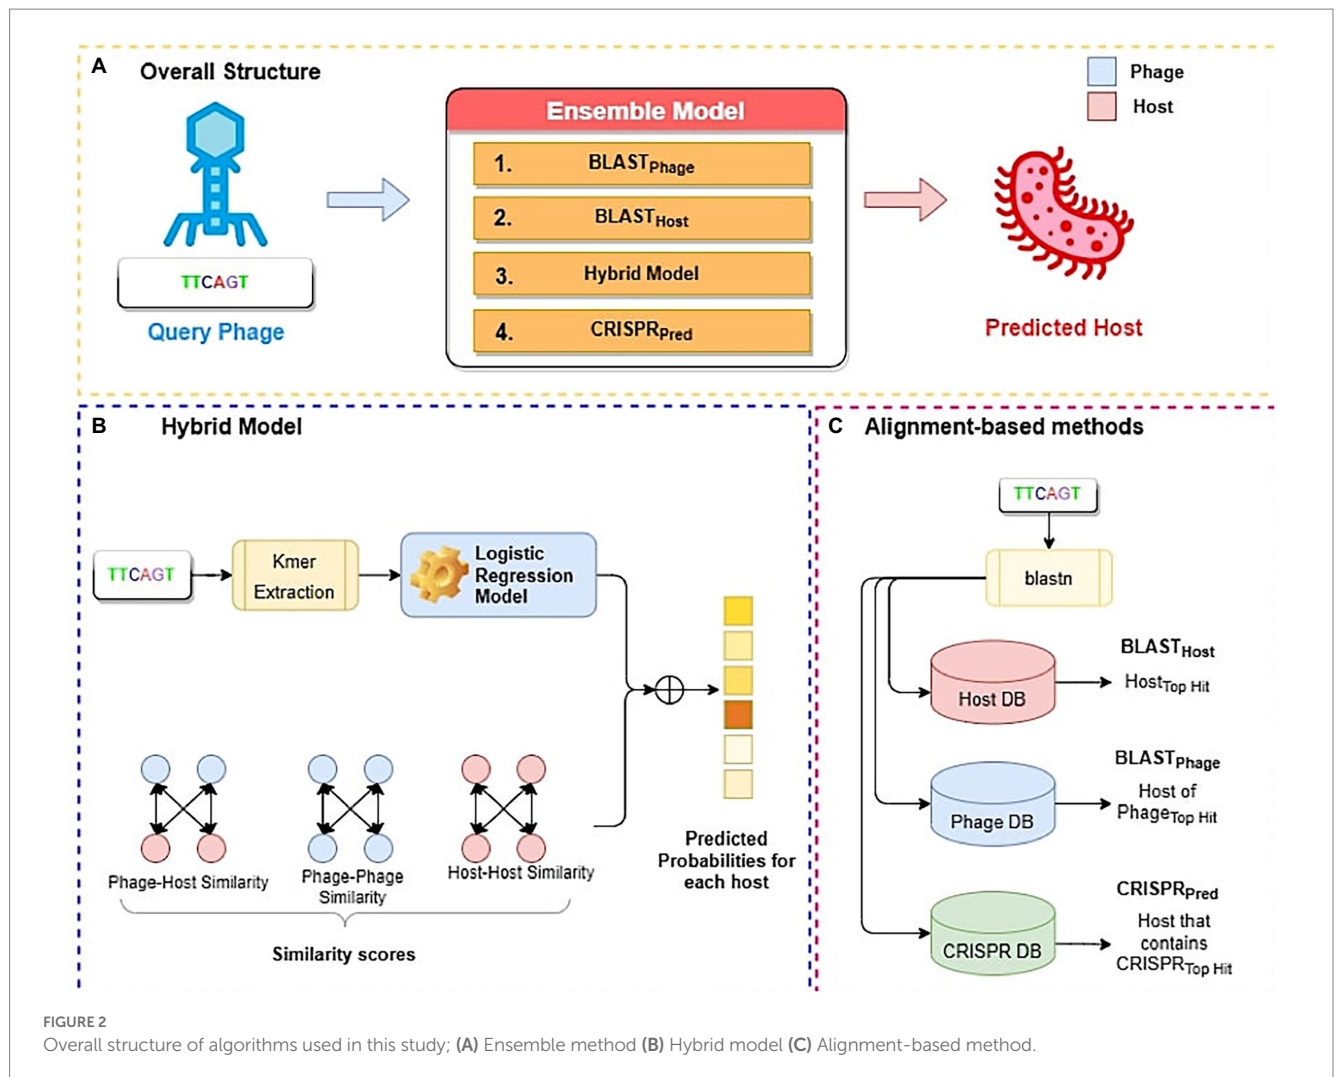 A
Overall Structure
Phage
Host
Ensemble Model
1. BLASTPhage
2. BLASTHost
3. Hybrid Model
4. CRISPRPred
TTCAGT
Query Phage
Predicted Host
B
Hybrid Model
TTCAGT
Kmer
Extraction
Logistic
Regression
Model
Phage-Host Similarity
Phage-Phage
Similarity
Host-Host Similarity
Similarity scores
Predicted
Probabilities for
each host
C
Alignment-based methods
TTCAGT
blastn
Host DB
BLASTHost
HostTop Hit
Phage DB
BLASTPhage
Host of
PhageTop Hit
CRISPR DB
CRISPRPred
Host that
contains
CRISPRTop Hit
FIGURE 2
Overall structure of algorithms used in this study; (A) Ensemble method (B) Hybrid model (C) Alignment-based method.